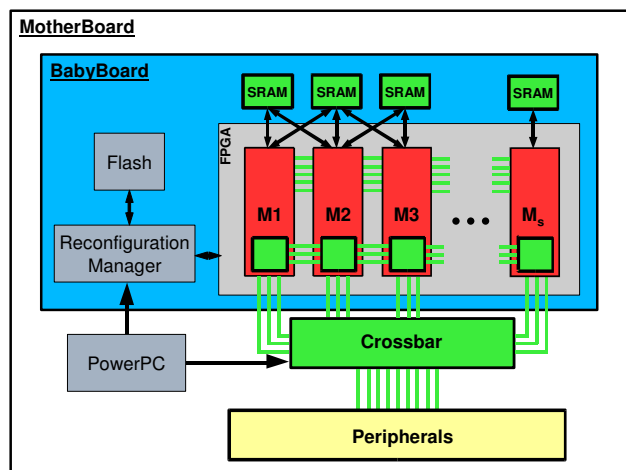 MotherBoard
BabyBoard
SRAM SRAM SRAM SRAM
FPGA
Flash
M1 M2 M3 ... Ms
Reconfiguration
Manager
Crossbar
PowerPC
Peripherals